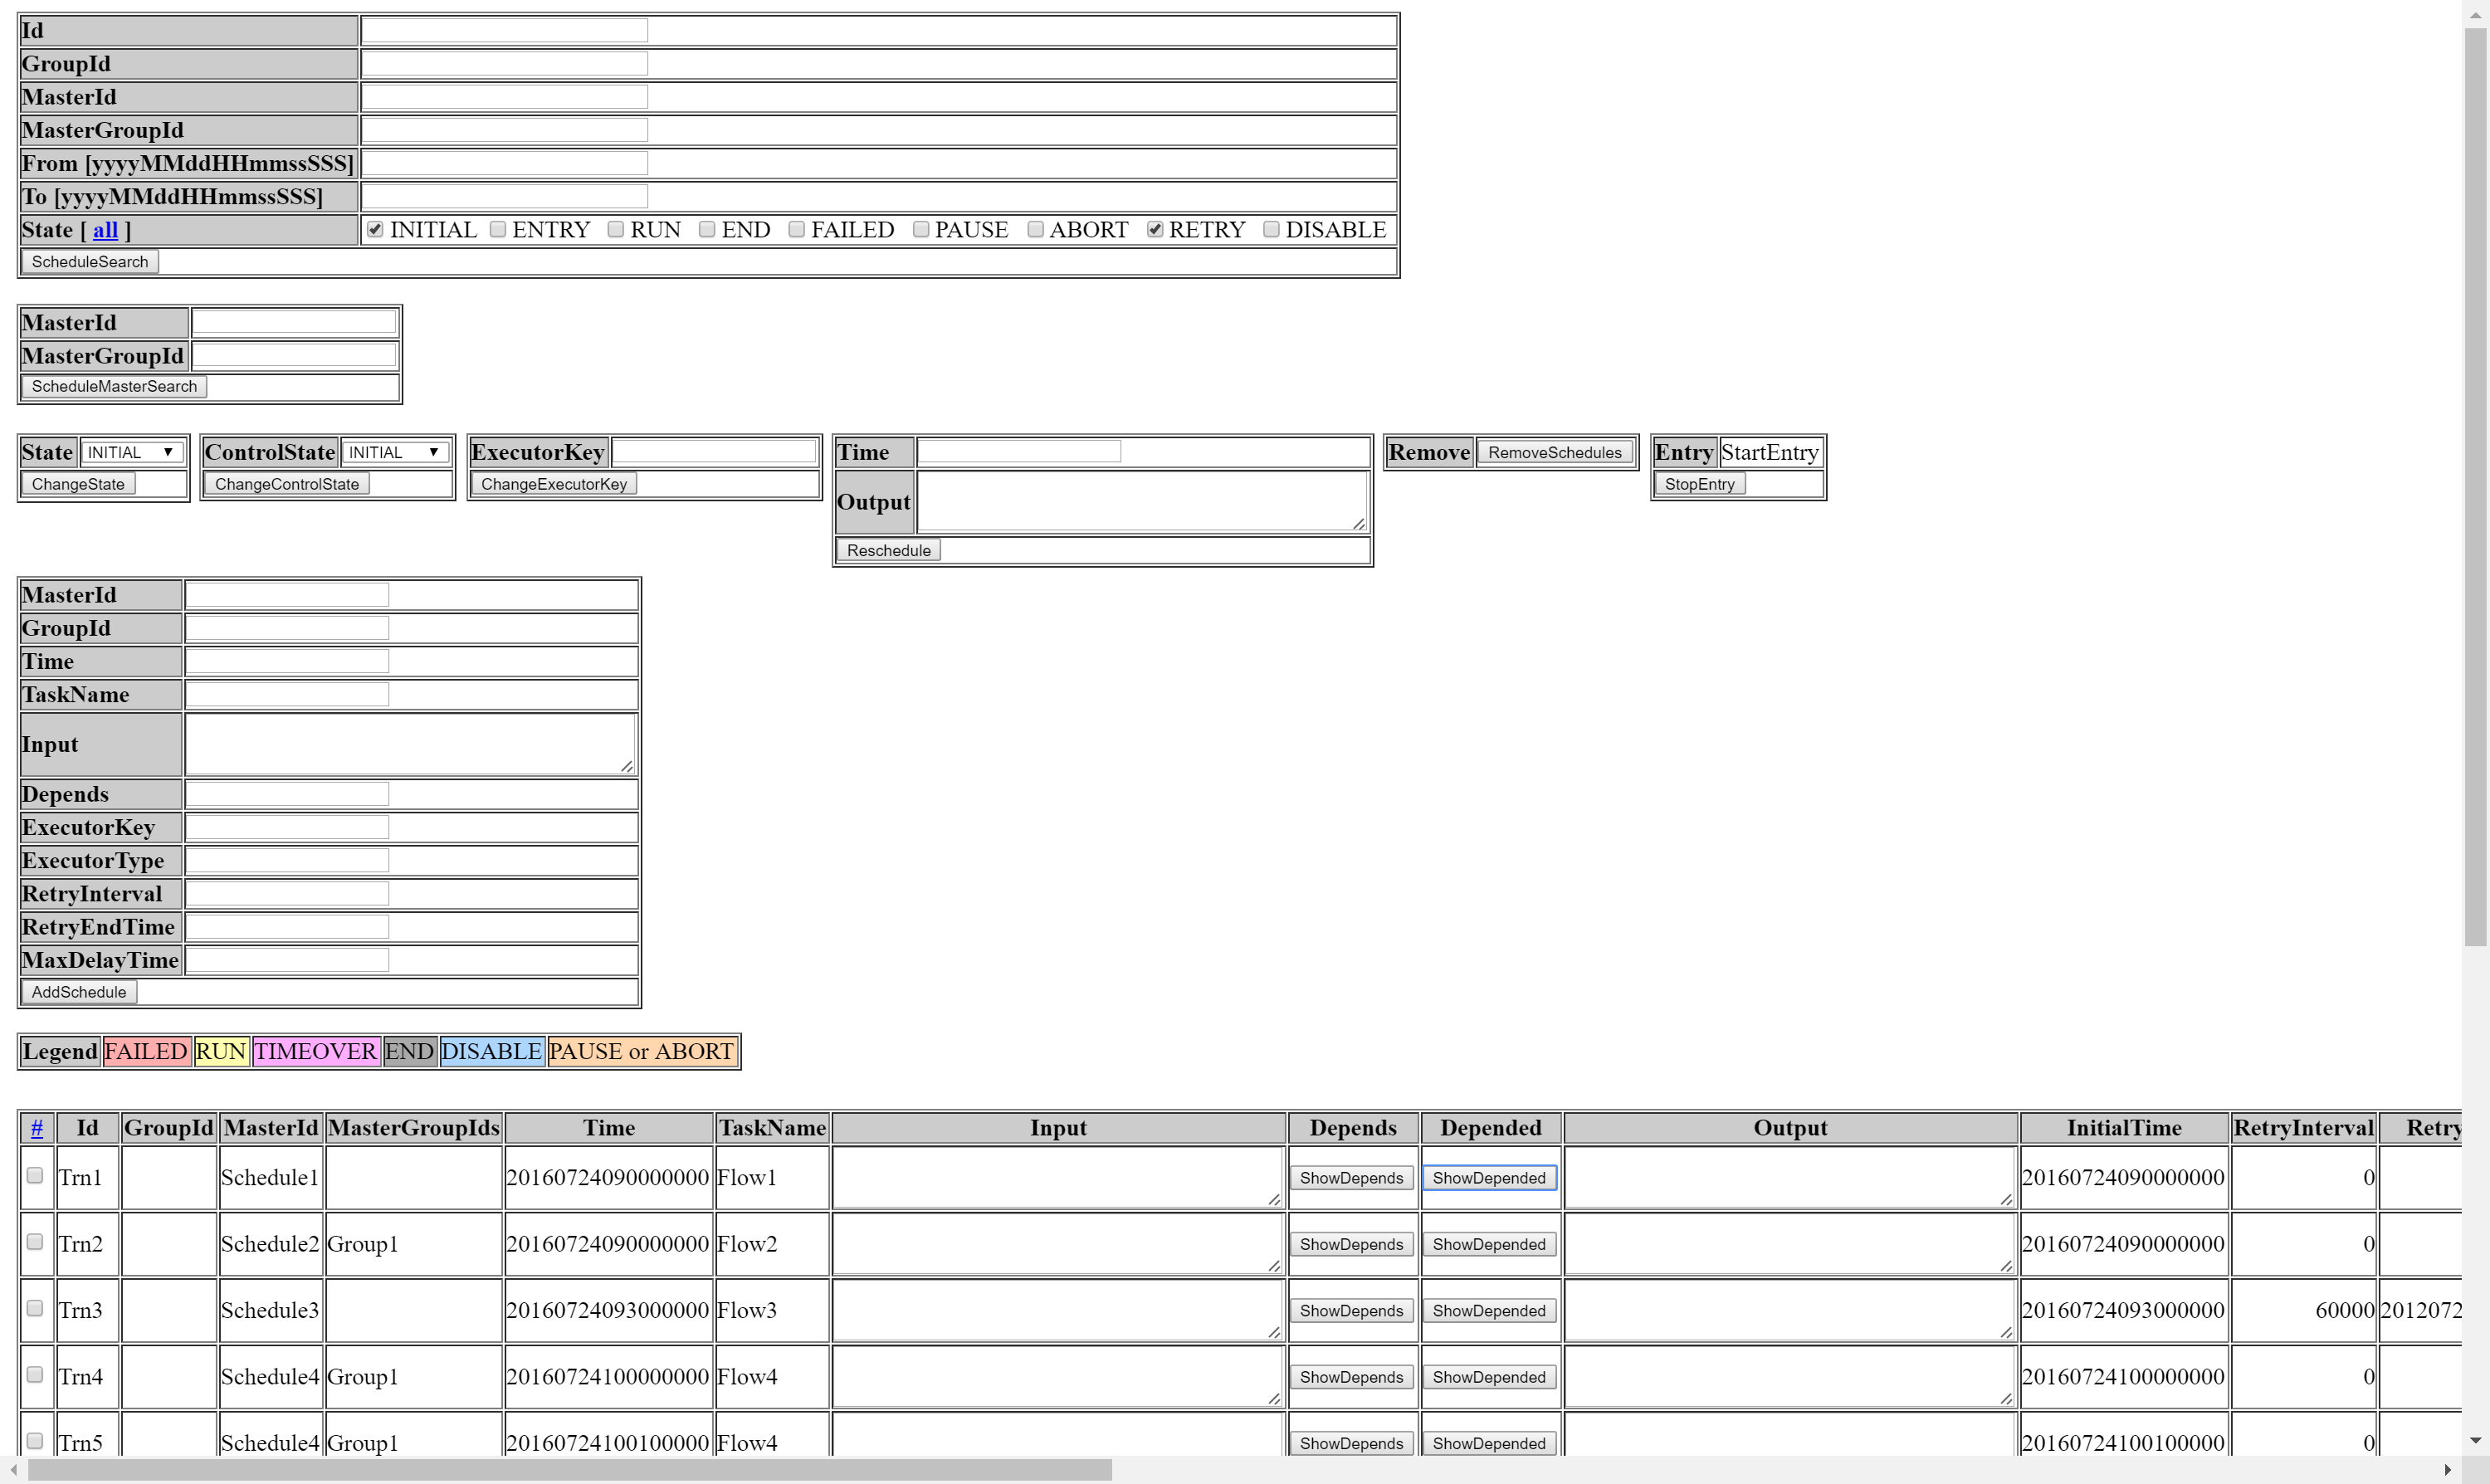 Id
GroupId
MasterId
MasterGroupId
From [yyyyMMddHHmmssSSS]
To [yyyyMMddHHmmssSSS]
State [ all ] INITIAL ENTRY RUN END FAILED PAUSE ABORT RETRY DISABLE
ScheduleSearch
MasterId
MasterGroupId
ScheduleMasterSearch
State INITIAL ControlState INITIAL ExecutorKey Time Remove RemoveSchedules Entry StartEntry
ChangeState ChangeControlState ChangeExecutorKey Output StopEntry
Reschedule
MasterId
GroupId
Time
TaskName
Input
Depends
ExecutorKey
ExecutorType
RetryInterval
RetryEndTime
MaxDelayTime
AddSchedule
Legend FAILED RUN TIMEOVER END DISABLE PAUSE or ABORT
# Id GroupId MasterId MasterGroupIds Time TaskName Input Depends Depended Output InitialTime RetryInterval Retry
Trn1 Schedule1 20160724090000000 Flow1 ShowDepends ShowDepended 20160724090000000 0
Trn2 Schedule2 Group1 20160724090000000 Flow2 ShowDepends ShowDepended 20160724090000000 0
Trn3 Schedule3 20160724093000000 Flow3 ShowDepends ShowDepended 20160724093000000 60000 2012072
Trn4 Schedule4 Group1 20160724100000000 Flow4 ShowDepends ShowDepended 20160724100000000 0
Trn5 Schedule4 Group1 20160724100100000 Flow4 ShowDepends ShowDepended 20160724100100000 0